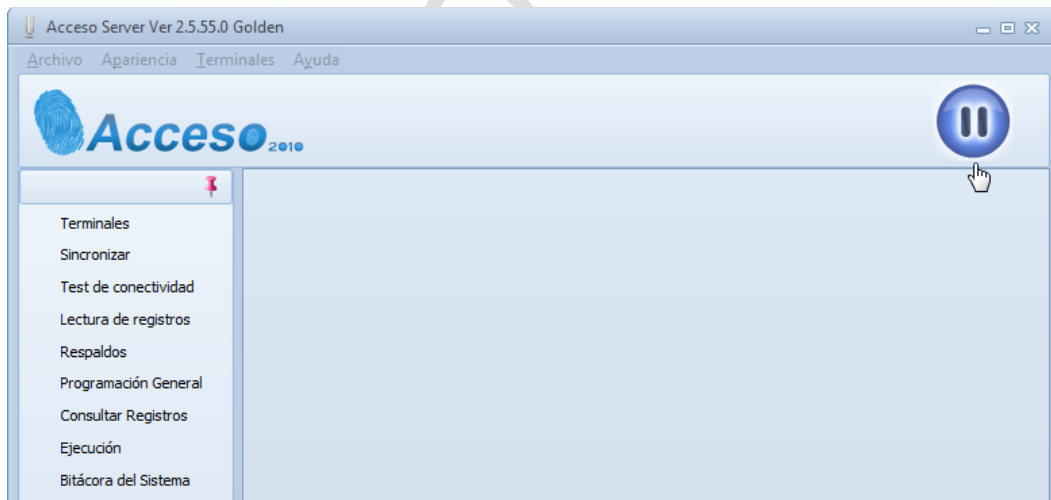 Acceso Server Ver 2.5.55.0 Golden
Archivo Apariencia Terminales Ayuda
Acceso 2010
Terminales
Sincronizar
Test de conectividad
Lectura de registros
Respaldos
Programación General
Consultar Registros
Ejecución
Bitácora del Sistema